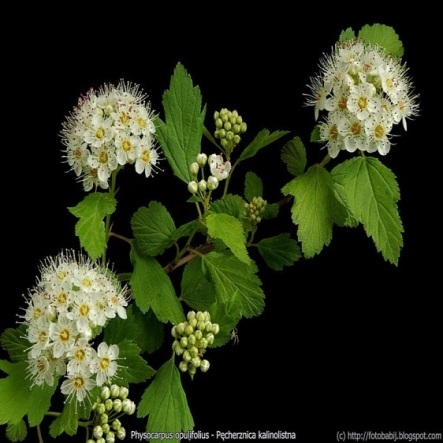 Physocarpus opulifolius - Pęcherznica kalinolistna
(c) http://fotobabij.blogspot.com